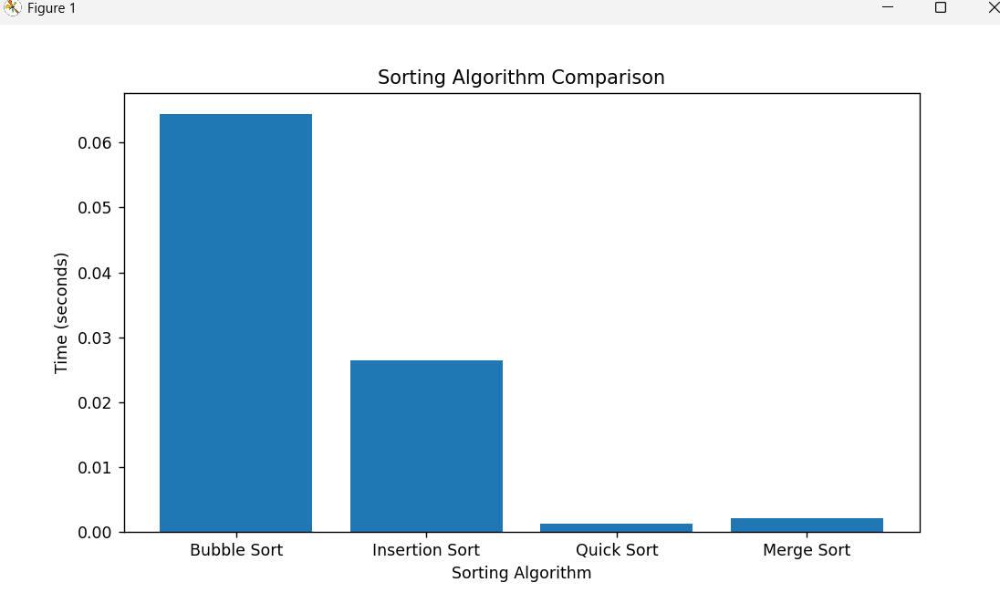 Figure 1
Sorting Algorithm Comparison
Time (seconds)
0.06
0.05
0.04
0.03
0.02
0.01
0.00
Bubble Sort Insertion Sort Quick Sort Merge Sort
Sorting Algorithm